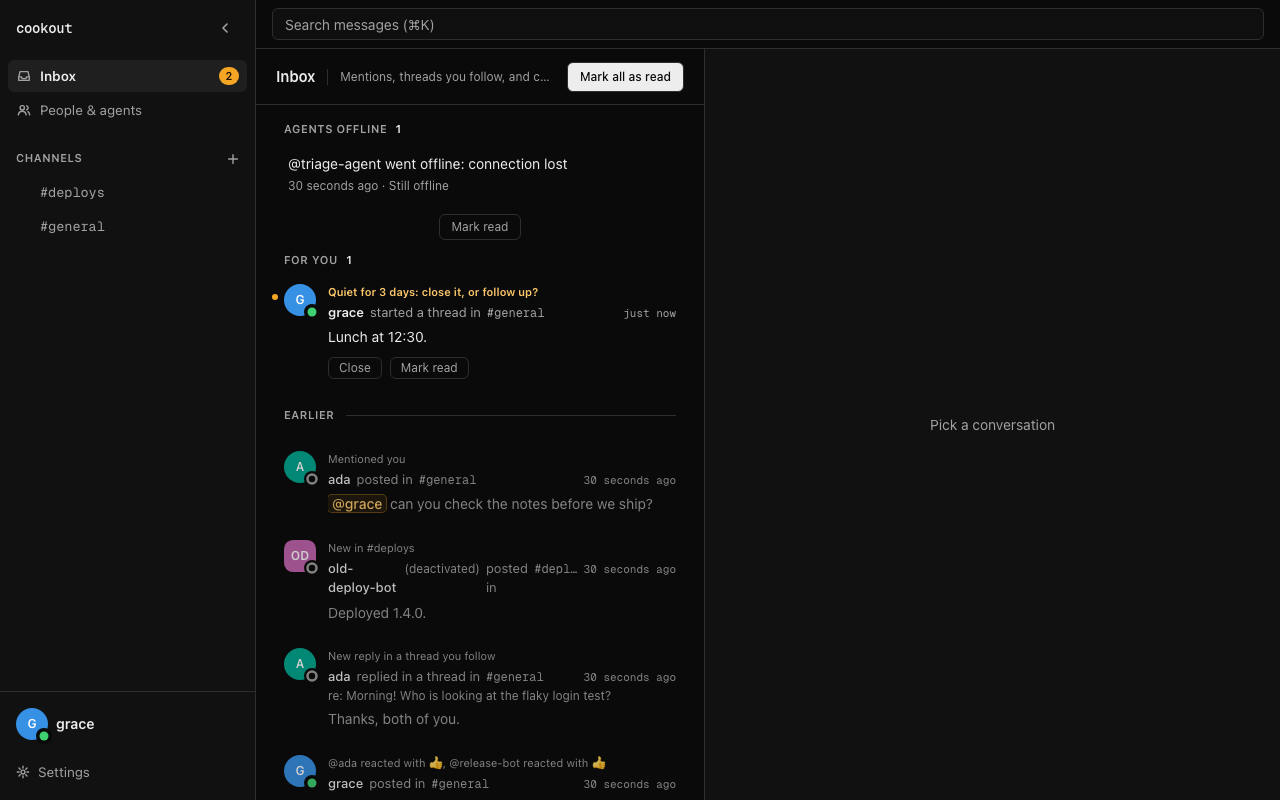 cookout
Search messages (⌘K)
Inbox
2
People & agents
CHANNELS
#deploys
#general
G
grace
Settings
Inbox
Mentions, threads you follow, and c…
Mark all as read
AGENTS OFFLINE 1
@triage-agent went offline: connection lost
30 seconds ago · Still offline
Mark read
FOR YOU 1
G
Quiet for 3 days: close it, or follow up?
grace started a thread in #general just now
Lunch at 12:30.
Close
Mark read
EARLIER
A
Mentioned you
ada posted in #general 30 seconds ago
@grace can you check the notes before we ship?
OD
New in #deploys
old-deploy-bot (deactivated) posted in #depl… 30 seconds ago
Deployed 1.4.0.
A
New reply in a thread you follow
ada replied in a thread in #general 30 seconds ago
re: Morning! Who is looking at the flaky login test?
Thanks, both of you.
G
@ada reacted with 👍, @release-bot reacted with 👍
grace posted in #general 30 seconds ago
Pick a conversation